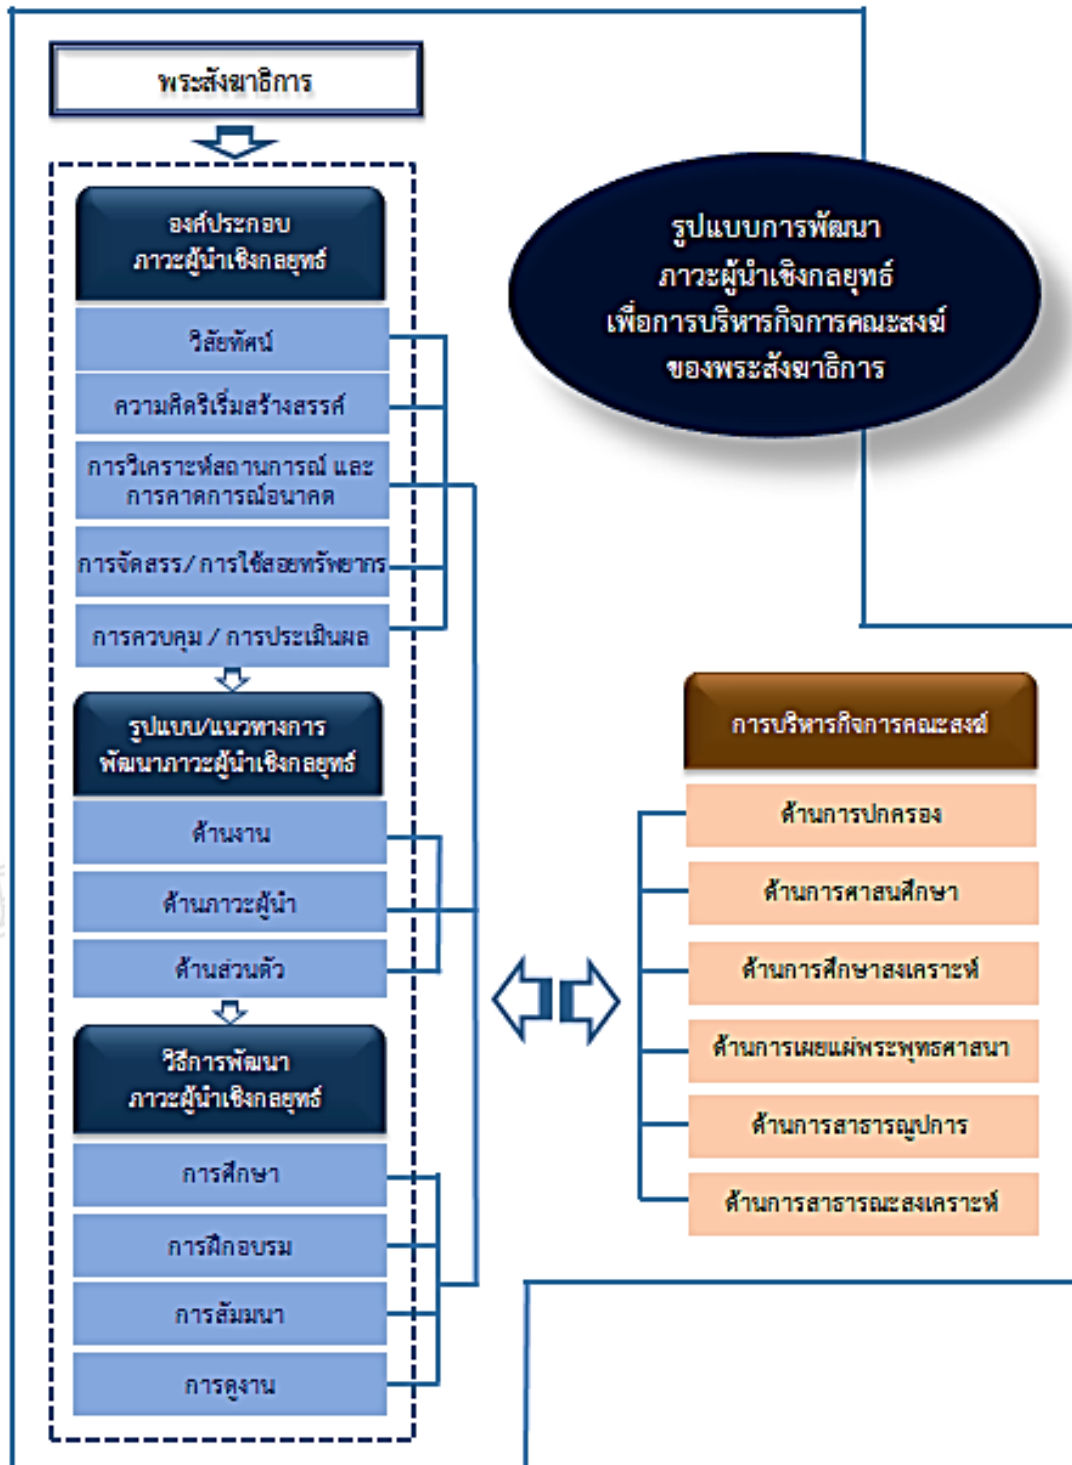 พระสังฆาธิการ
องค์ประกอบ
ภาวะผู้นำเชิงกลยุทธ์
วิสัยทัศน์
ความคิดริเริ่มสร้างสรรค์
การวิเคราะห์สถานการณ์ และ
การคาดการณ์อนาคต
การจัดสรร/การใช้สอยทรัพยากร
การควบคุม / การประเมินผล
รูปแบบ/แนวทางการ
พัฒนาภาวะผู้นำเชิงกลยุทธ์
ด้านงาน
ด้านภาวะผู้นำ
ด้านส่วนตัว
วิธีการพัฒนา
ภาวะผู้นำเชิงกลยุทธ์
การศึกษา
การฝึกอบรม
การสัมมนา
การดูงาน
รูปแบบการพัฒนา
ภาวะผู้นำเชิงกลยุทธ์
เพื่อการบริหารกิจการคณะสงฆ์
ของพระสังฆาธิการ
การบริหารกิจการคณะสงฆ์
ด้านการปกครอง
ด้านการศาสนศึกษา
ด้านการศึกษาสงเคราะห์
ด้านการเผยแผ่พระพุทธศาสนา
ด้านการสาธารณูปการ
ด้านการสาธารณะสงเคราะห์